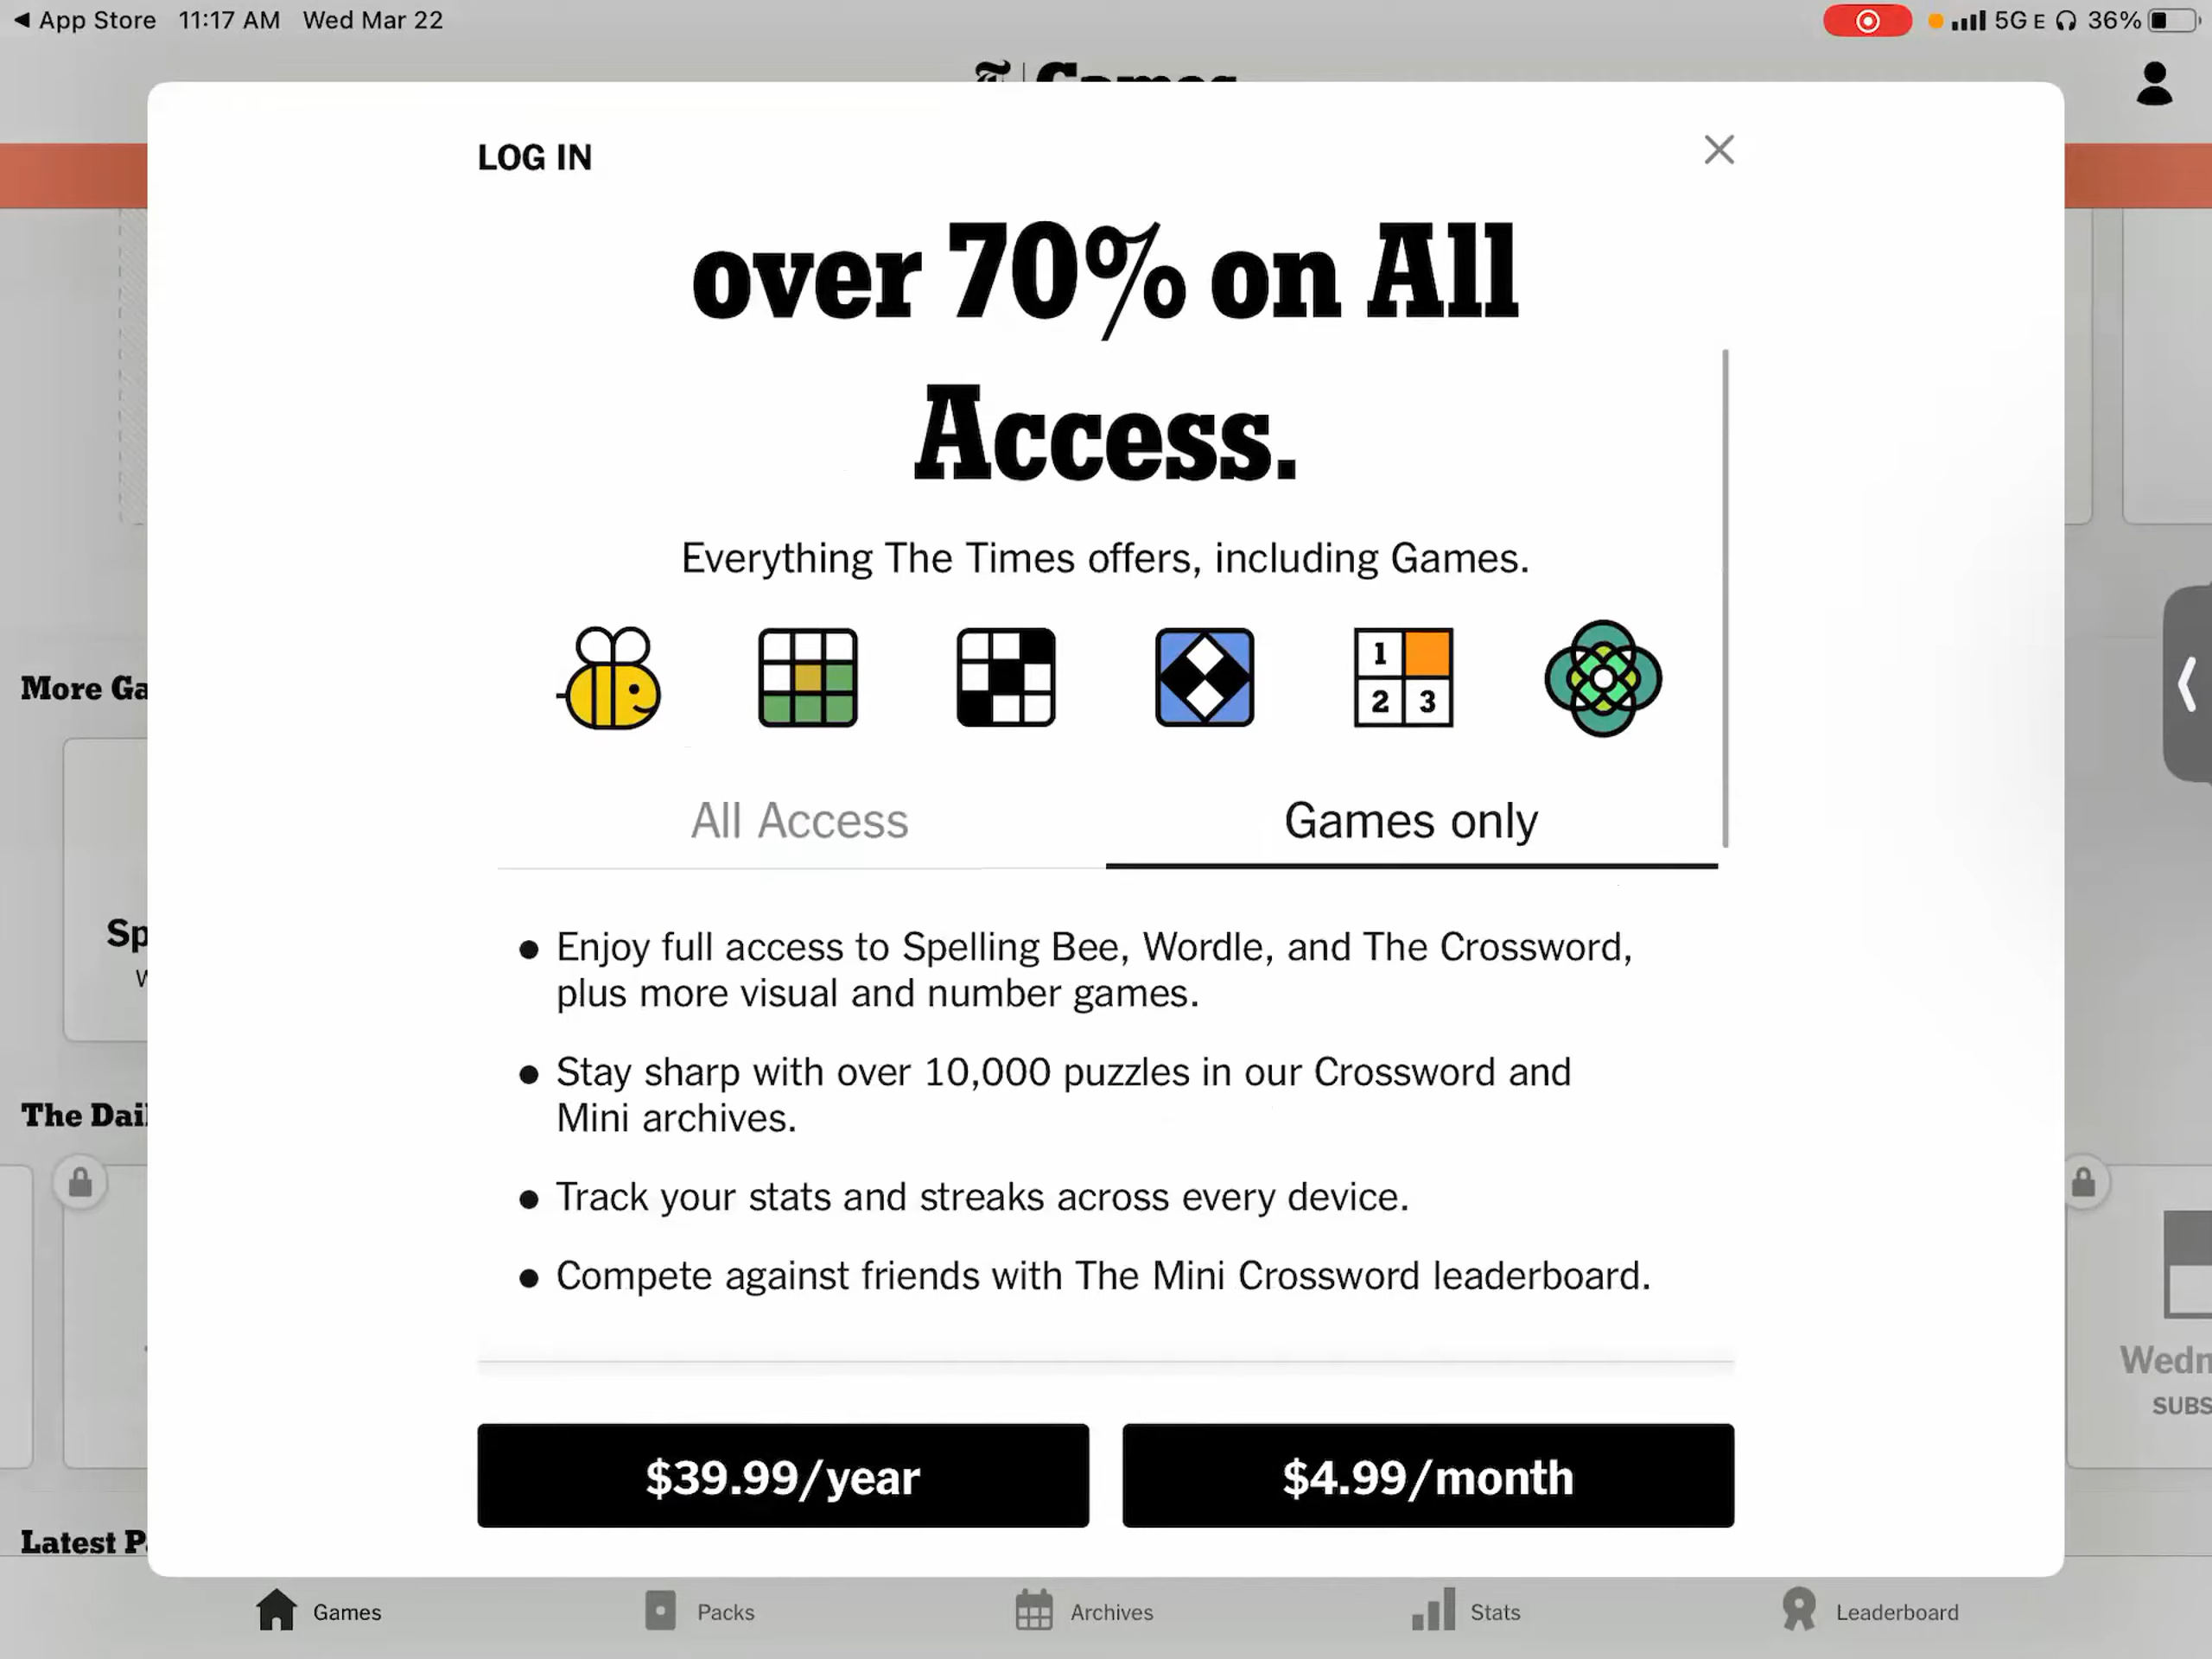 App Store 11:17 AM Wed Mar 22
5G E 36%
Games
LOG IN
over 70% on All
Access.
Everything The Times offers, including Games.
1
2 3
All Access Games only
More Ga
Sp
W
Enjoy full access to Spelling Bee, Wordle, and The Crossword,
plus more visual and number games.
Stay sharp with over 10,000 puzzles in our Crossword and
Mini archives.
The Dai
Track your stats and streaks across every device.
Compete against friends with The Mini Crossword leaderboard.
Wedn
SUBS
$39.99/year $4.99/month
Latest P
Games Packs Archives Stats Leaderboard